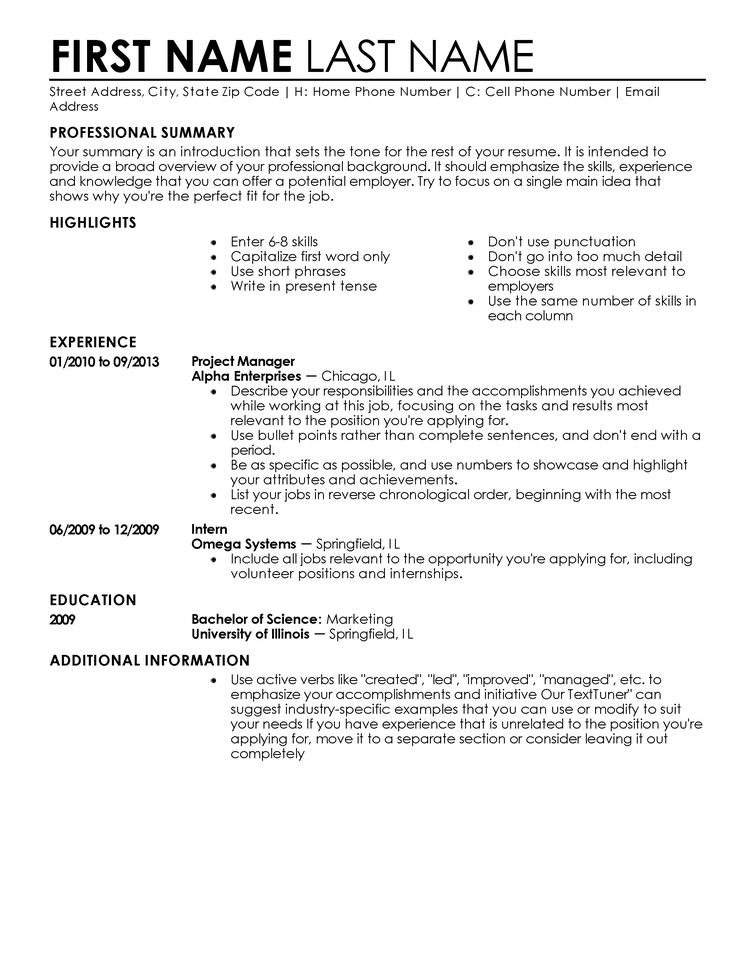 FIRST NAME LAST NAME
Street Address, City, State Zip Code | H: Home Phone Number | C: Cell Phone Number | Email
Address
PROFESSIONAL SUMMARY
Your summary is an introduction that sets the tone for the rest of your resume. It is intended to
provide a broad overview of your professional background. It should emphasize the skills, experience
and knowledge that you can offer a potential employer. Try to focus on a single main idea that
shows why you're the perfect fit for the job.
HIGHLIGHTS
• Enter 6-8 skills
• Capitalize first word only
• Use short phrases
• Write in present tense
• Don't use punctuation
• Don't go into too much detail
• Choose skills most relevant to
employers
• Use the same number of skills in
each column
EXPERIENCE
01/2010 to 09/2013 Project Manager
Alpha Enterprises — Chicago, IL
• Describe your responsibilities and the accomplishments you achieved
while working at this job, focusing on the tasks and results most
relevant to the position you're applying for.
• Use bullet points rather than complete sentences, and don't end with a
period.
• Be as specific as possible, and use numbers to showcase and highlight
your attributes and achievements.
• List your jobs in reverse chronological order, beginning with the most
recent.
06/2009 to 12/2009 Intern
Omega Systems — Springfield, IL
• Include all jobs relevant to the opportunity you're applying for, including
volunteer positions and internships.
EDUCATION
2009 Bachelor of Science: Marketing
University of Illinois — Springfield, IL
ADDITIONAL INFORMATION
• Use active verbs like "created", "led", "improved", "managed", etc. to
emphasize your accomplishments and initiative Our TextTuner" can
suggest industry-specific examples that you can use or modify to suit
your needs If you have experience that is unrelated to the position you're
applying for, move it to a separate section or consider leaving it out
completely